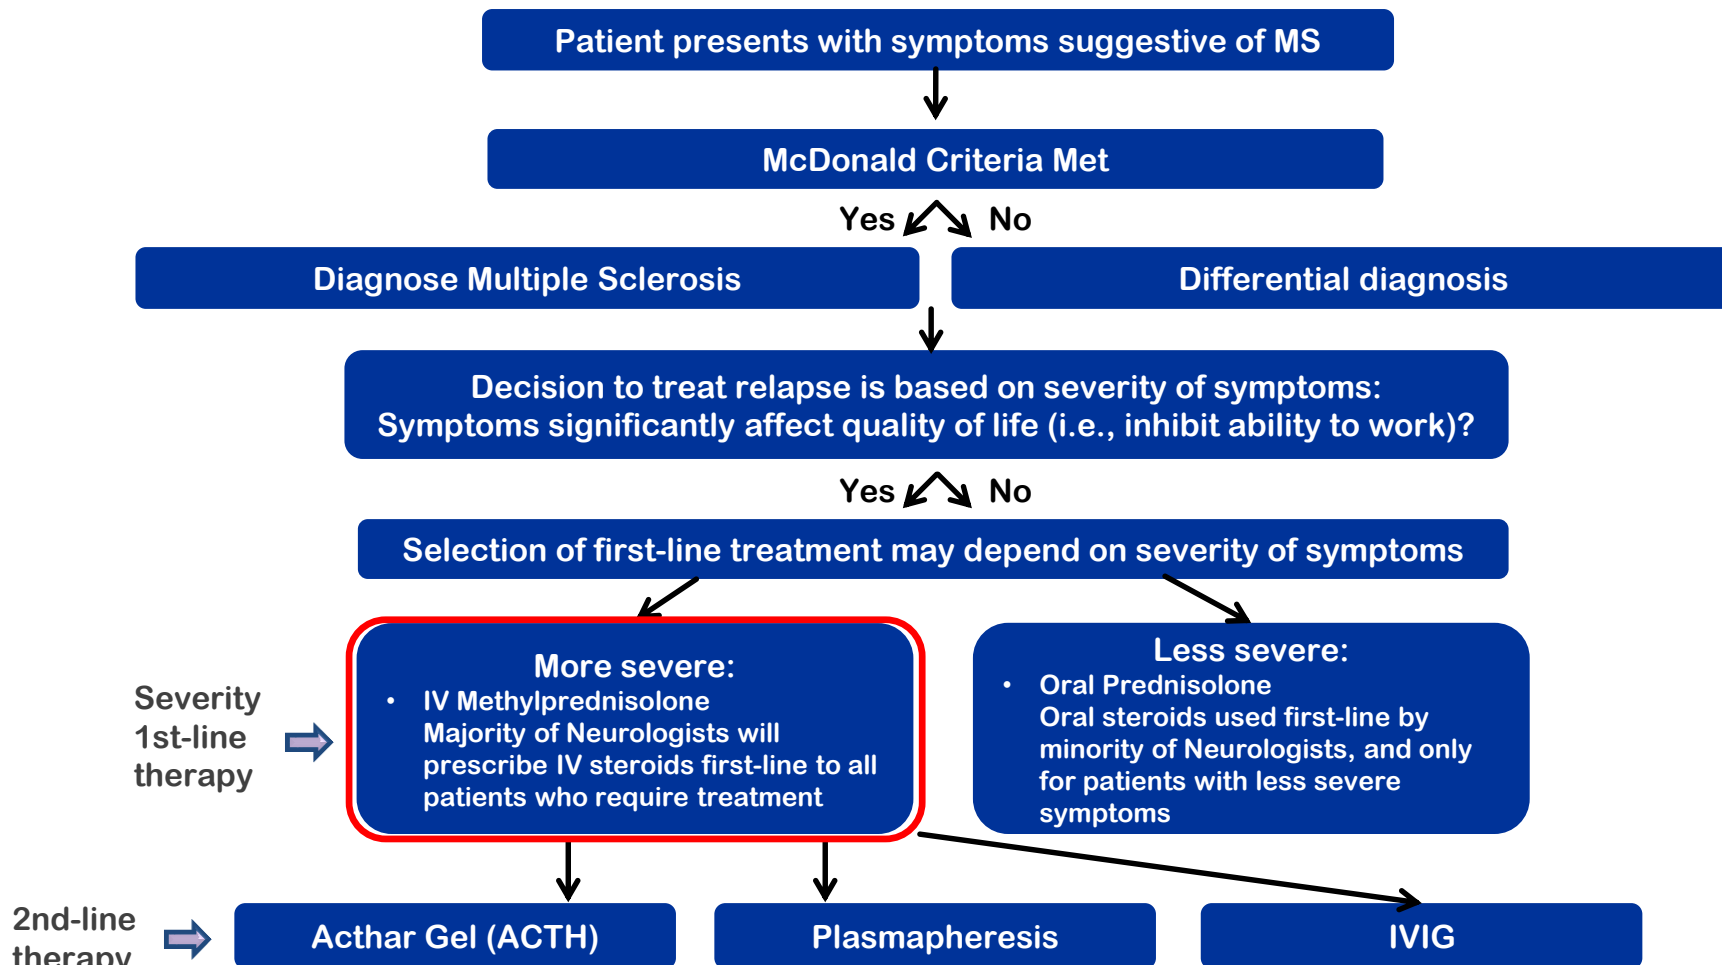 Patient presents with symptoms suggestive of MS
McDonald Criteria Met
Yes No
Diagnose Multiple Sclerosis
Differential diagnosis
Decision to treat relapse is based on severity of symptoms:
Symptoms significantly affect quality of life (i.e., inhibit ability to work)?
Yes No
Selection of first-line treatment may depend on severity of symptoms
Severity
1st-line
therapy
More severe:
• IV Methylprednisolone
Majority of Neurologists will
prescribe IV steroids first-line to all
patients who require treatment
Less severe:
• Oral Prednisolone
Oral steroids used first-line by
minority of Neurologists, and only
for patients with less severe
symptoms
2nd-line
therapy
Acthar Gel (ACTH)
Plasmapheresis
IVIG